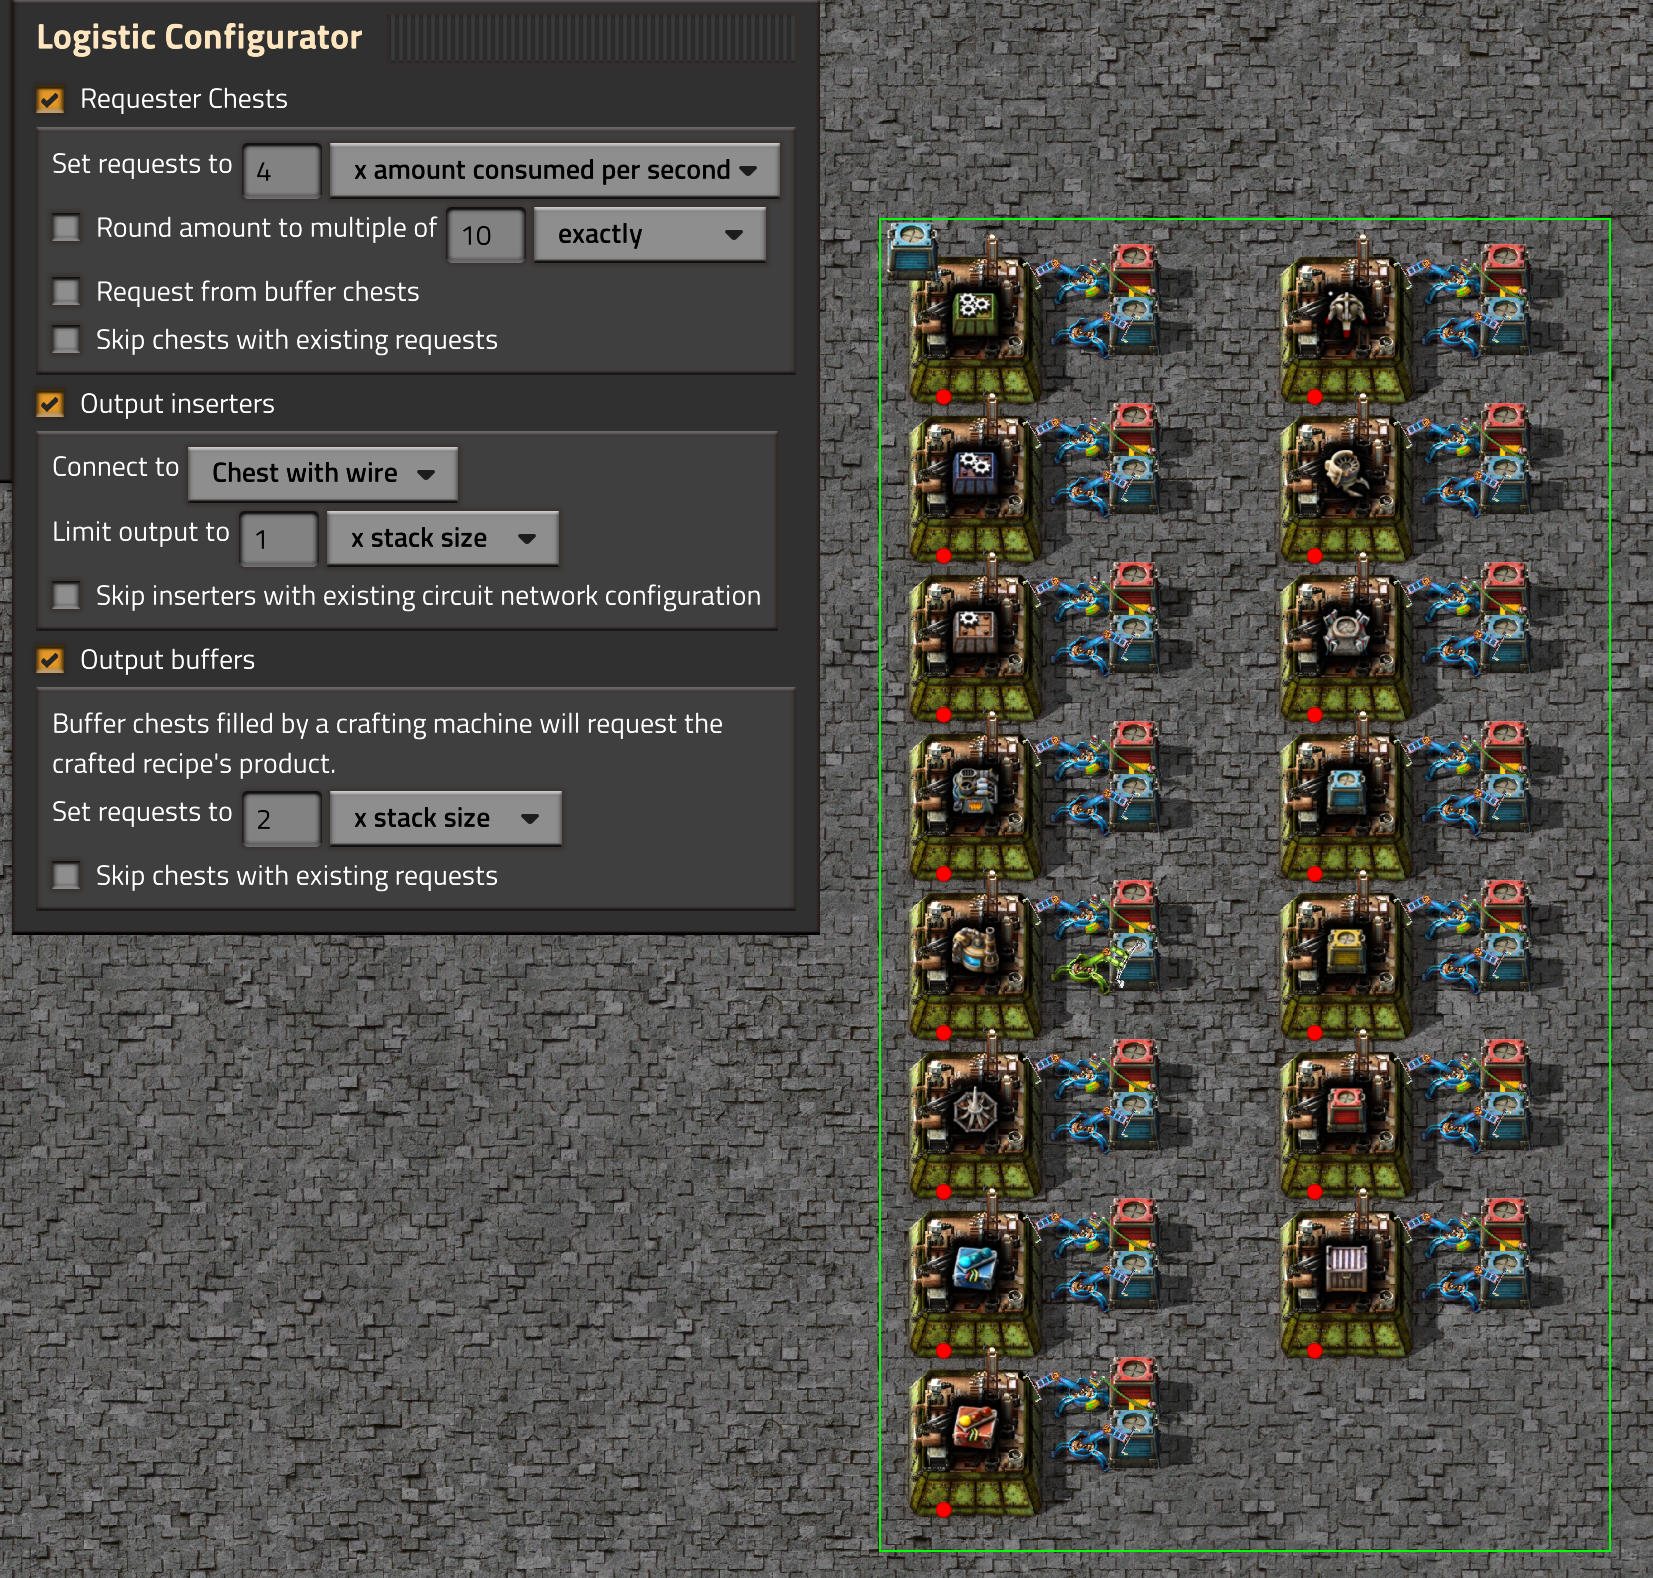 Logistic Configurator
Requester Chests
Set requests to 4 x amount consumed per second
Round amount to multiple of 10 exactly
Request from buffer chests
Skip chests with existing requests
Output inserters
Connect to Chest with wire
Limit output to 1 x stack size
Skip inserters with existing circuit network configuration
Output buffers
Buffer chests filled by a crafting machine will request the
crafted recipe's product.
Set requests to 2 x stack size
Skip chests with existing requests